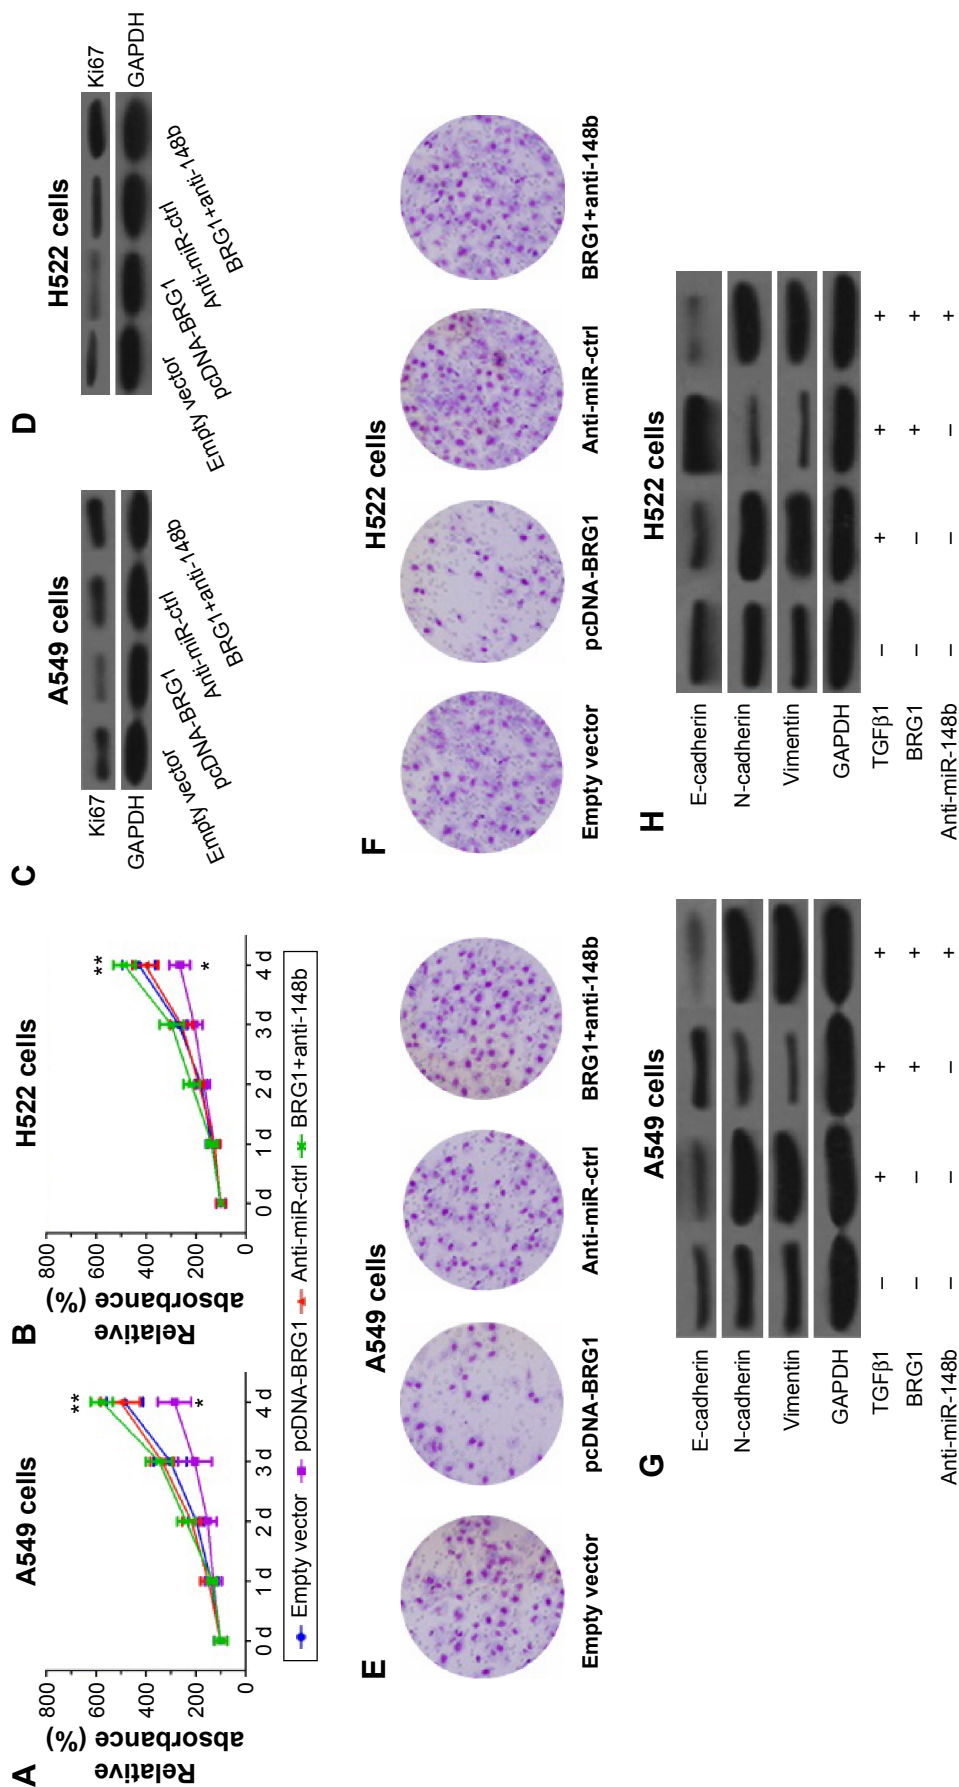 A
A549 cells
Relative
absorbance (%)
800
600
400
200
0
0 d
1 d
2 d
3 d
4 d
**
*
B
H522 cells
Relative
absorbance (%)
800
600
400
200
0
0 d
1 d
2 d
3 d
4 d
**
*
Empty vector
pcDNA-BRG1
Anti-miR-ctrl
BRG1+anti-148b
C
A549 cells
Ki67
GAPDH
Empty vector
pcDNA-BRG1
Anti-miR-ctrl
BRG1+anti-148b
D
H522 cells
Ki67
GAPDH
Empty vector
pcDNA-BRG1
Anti-miR-ctrl
BRG1+anti-148b
E
A549 cells
Empty vector
pcDNA-BRG1
Anti-miR-ctrl
BRG1+anti-148b
F
H522 cells
Empty vector
pcDNA-BRG1
Anti-miR-ctrl
BRG1+anti-148b
G
A549 cells
E-cadherin
N-cadherin
Vimentin
GAPDH
TGFβ1 – + + +
BRG1 – – + +
Anti-miR-148b – – – +
H
H522 cells
E-cadherin
N-cadherin
Vimentin
GAPDH
TGFβ1 – + + +
BRG1 – – + +
Anti-miR-148b – – – +